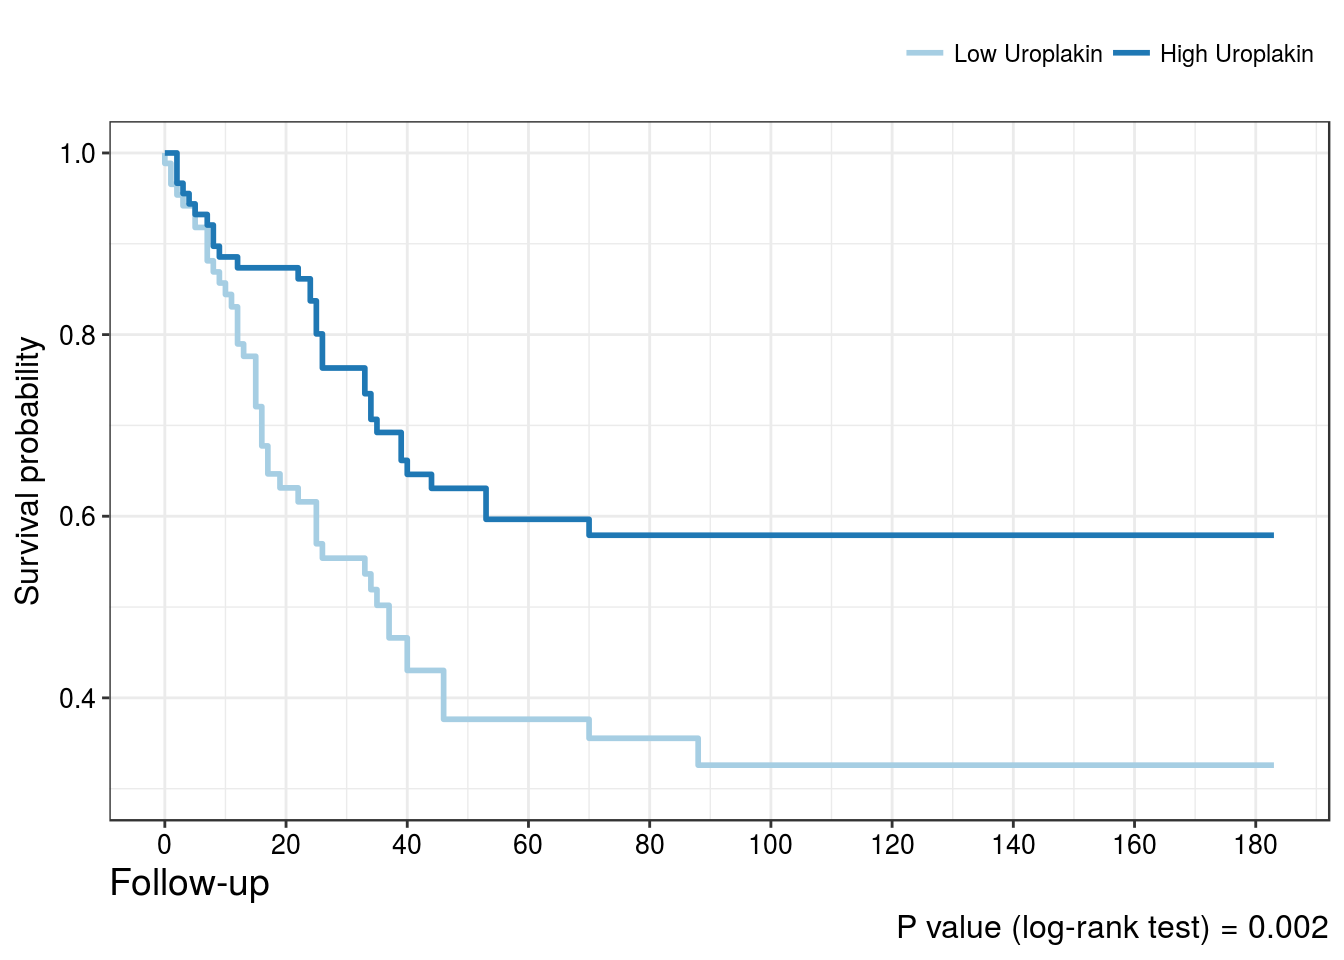 Low Uroplakin High Uroplakin
Survival probability
1.0
0.8
0.6
0.4
0 20 40 60 80 100 120 140 160 180
Follow-up
P value (log-rank test) = 0.002